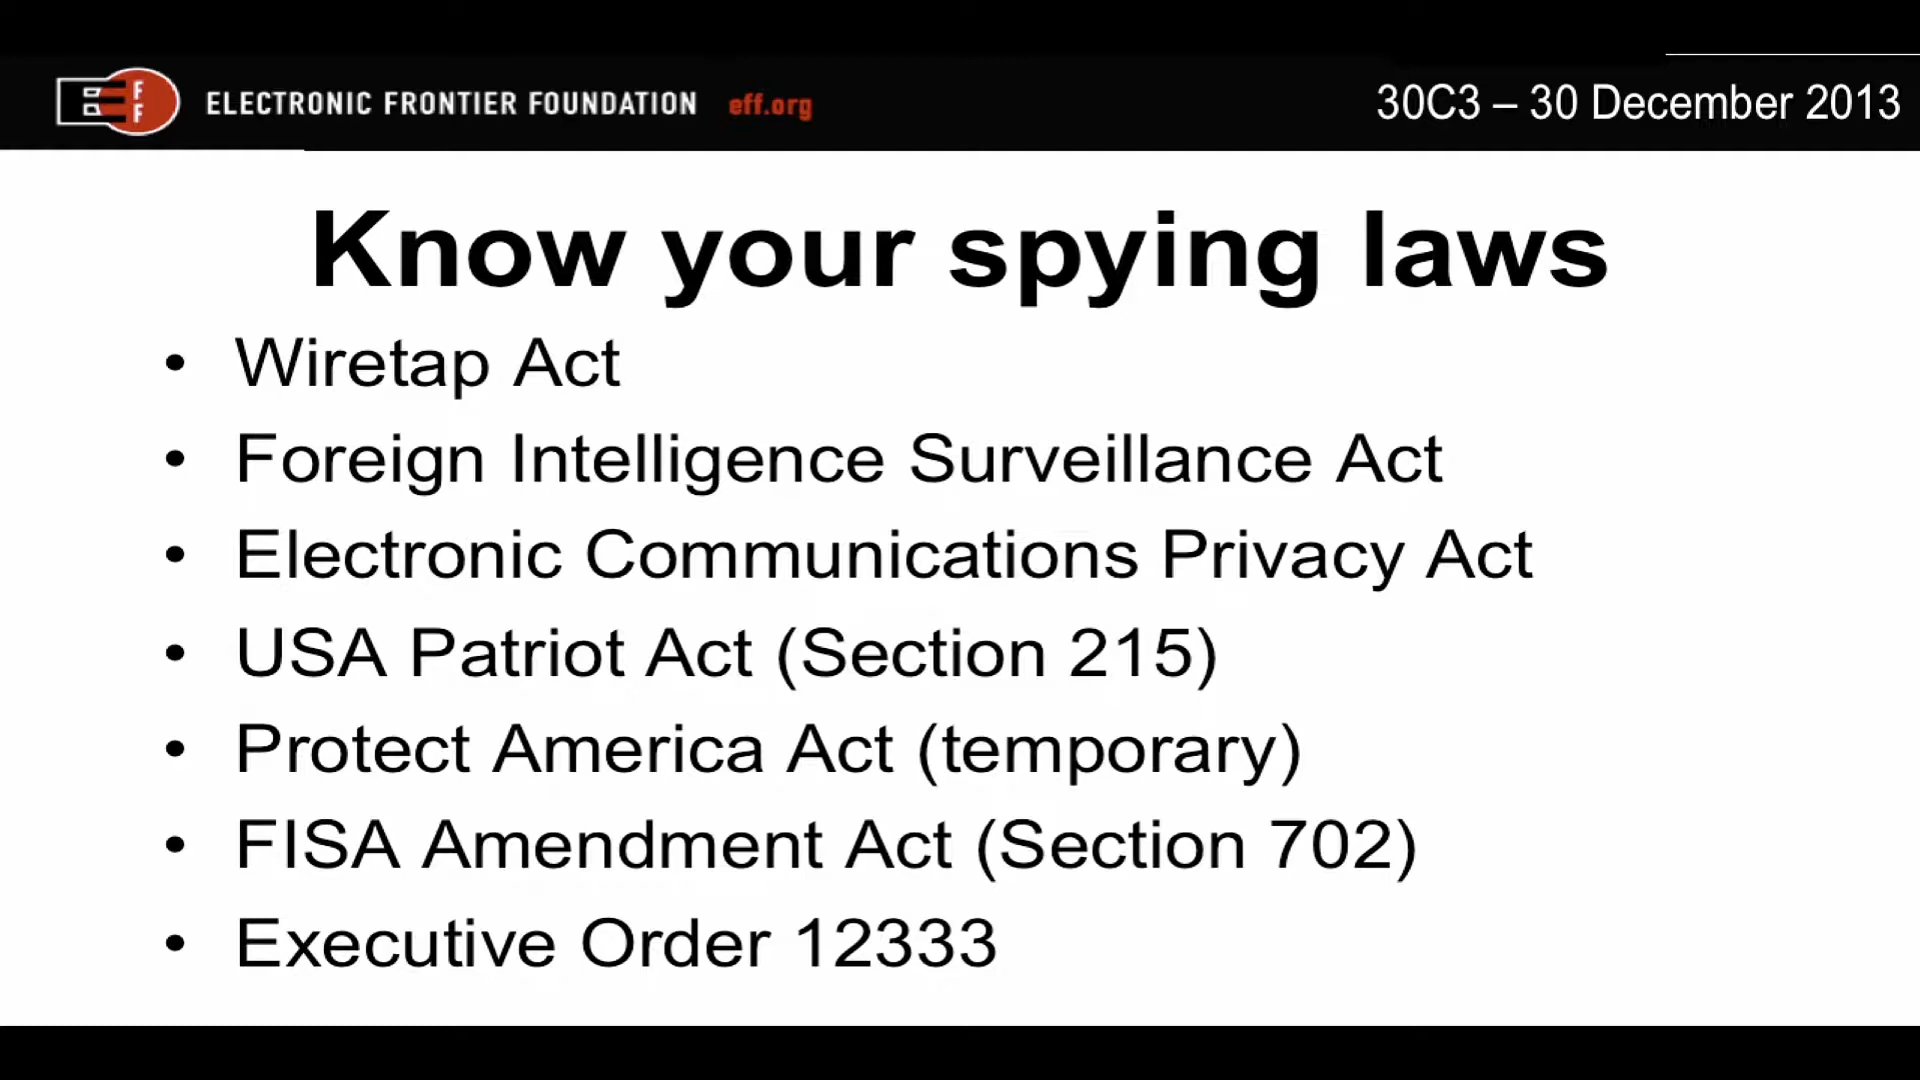 EFF ELECTRONIC FRONTIER FOUNDATION eff.org
30C3 – 30 December 2013
Know your spying laws
• Wiretap Act
• Foreign Intelligence Surveillance Act
• Electronic Communications Privacy Act
• USA Patriot Act (Section 215)
• Protect America Act (temporary)
• FISA Amendment Act (Section 702)
• Executive Order 12333